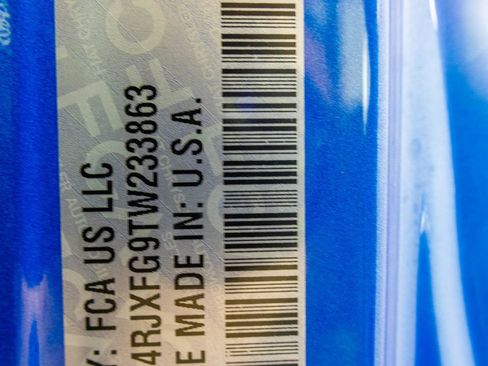 Y: FCA US LLC
4RJXFG9TW233863
E MADE IN: U.S.A.